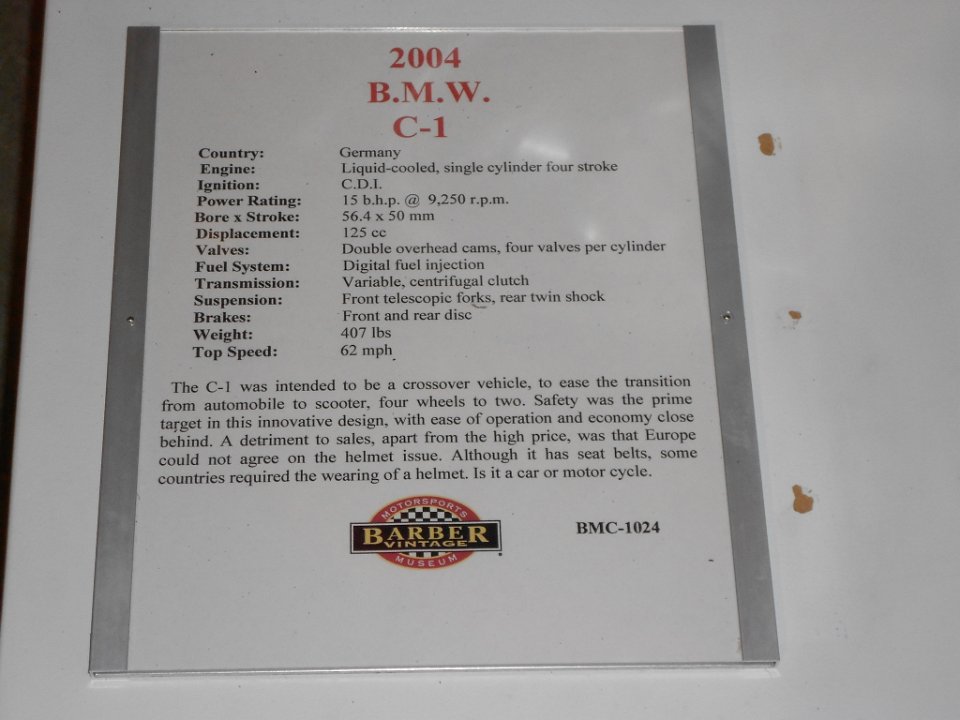 2004
B.M.W.
C-1
Country: Germany
Engine: Liquid-cooled, single cylinder four stroke
Ignition: C.D.I.
Power Rating: 15 b.h.p. @ 9,250 r.p.m.
Bore x Stroke: 56.4 x 50 mm
Displacement: 125 cc
Valves: Double overhead cams, four valves per cylinder
Fuel System: Digital fuel injection
Transmission: Variable, centrifugal clutch
Suspension: Front telescopic forks, rear twin shock
Brakes: Front and rear disc
Weight: 407 lbs
Top Speed: 62 mph
The C-1 was intended to be a crossover vehicle, to ease the transition
from automobile to scooter, four wheels to two. Safety was the prime
target in this innovative design, with ease of operation and economy close
behind. A detriment to sales, apart from the high price, was that Europe
could not agree on the helmet issue. Although it has seat belts, some
countries required the wearing of a helmet. Is it a car or motor cycle.
MOTORSPORTS
BARBER
VINTAGE
MUSEUM
BMC-1024